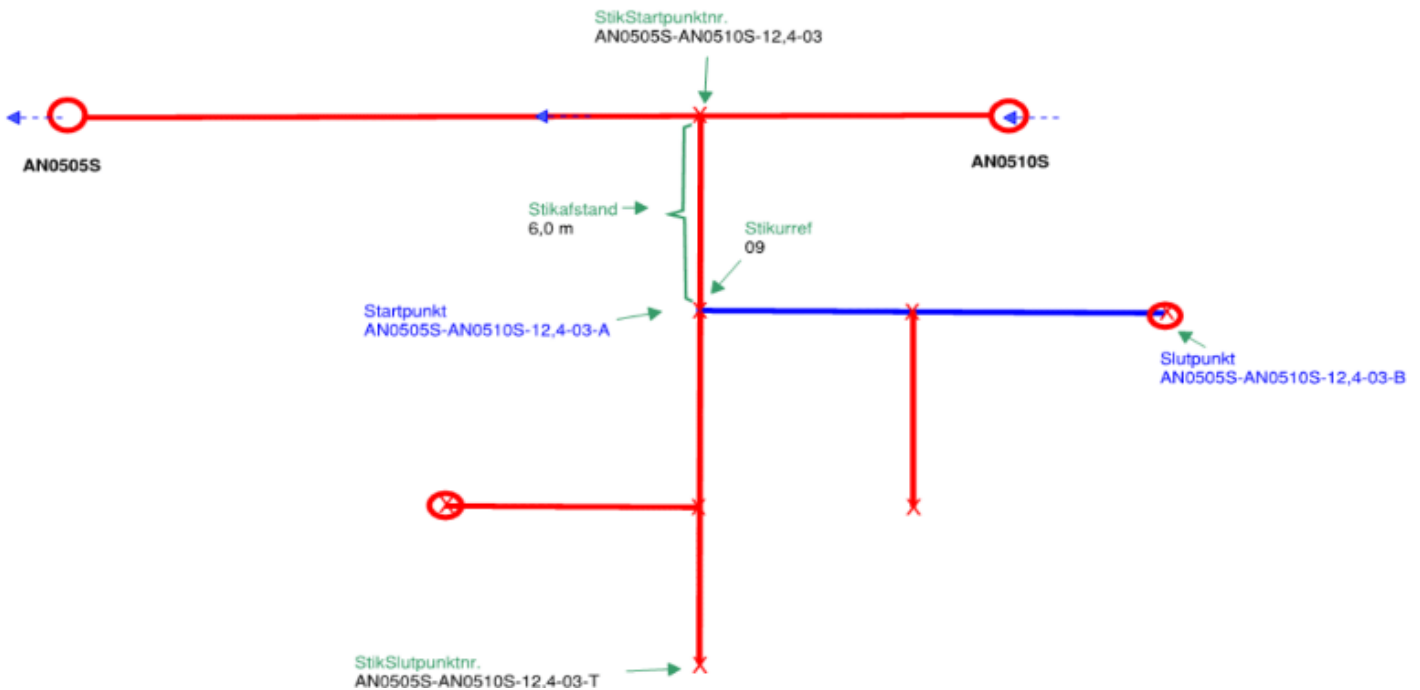 StikStartpunktnr.
AN0505S-AN0510S-12,4-03
AN0505S
AN0510S
Stikafstand
6,0 m
Stikurref
09
Startpunkt
AN0505S-AN0510S-12,4-03-A
Slutpunkt
AN0505S-AN0510S-12,4-03-B
StikSlutpunktnr.
AN0505S-AN0510S-12,4-03-T